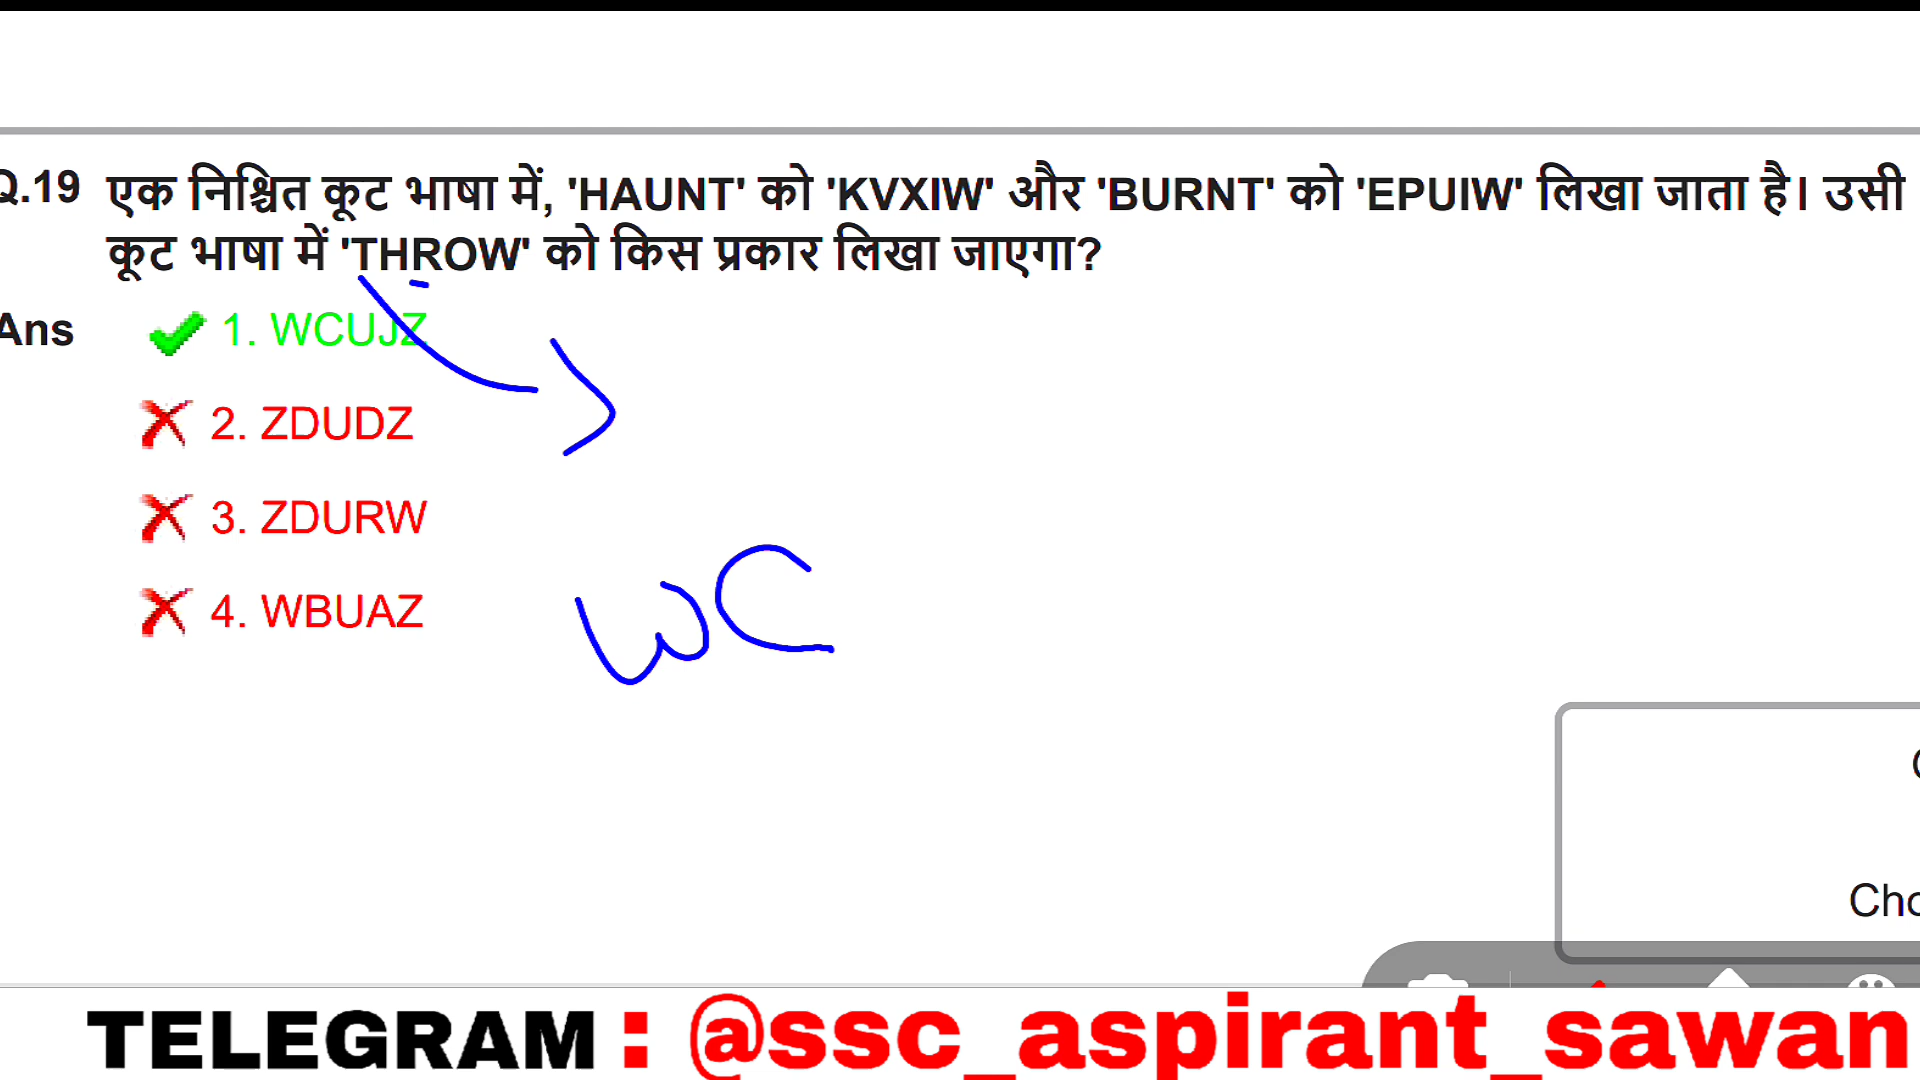 Q.19 एक निश्चित कूट भाषा में, 'HAUNT' को 'KVXIW' और 'BURNT' को 'EPUIW' लिखा जाता है। उसी
कूट भाषा में 'THROW' को किस प्रकार लिखा जाएगा?
Ans 1. WCUJZ
2. ZDUDZ
3. ZDURW
4. WBUAZ
WC
TELEGRAM : @ssc_aspirant_sawan